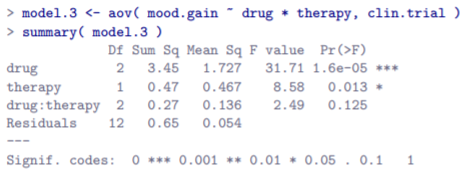 > model.3 <- aov( mood.gain ~ drug * therapy, clin.trial )
> summary( model.3 )
Df Sum Sq Mean Sq F value Pr(>F)
drug 2 3.45 1.727 31.71 1.6e-05 ***
therapy 1 0.47 0.467 8.58 0.013 *
drug:therapy 2 0.27 0.136 2.49 0.125
Residuals 12 0.65 0.054
---
Signif. codes: 0 *** 0.001 ** 0.01 * 0.05 . 0.1 1